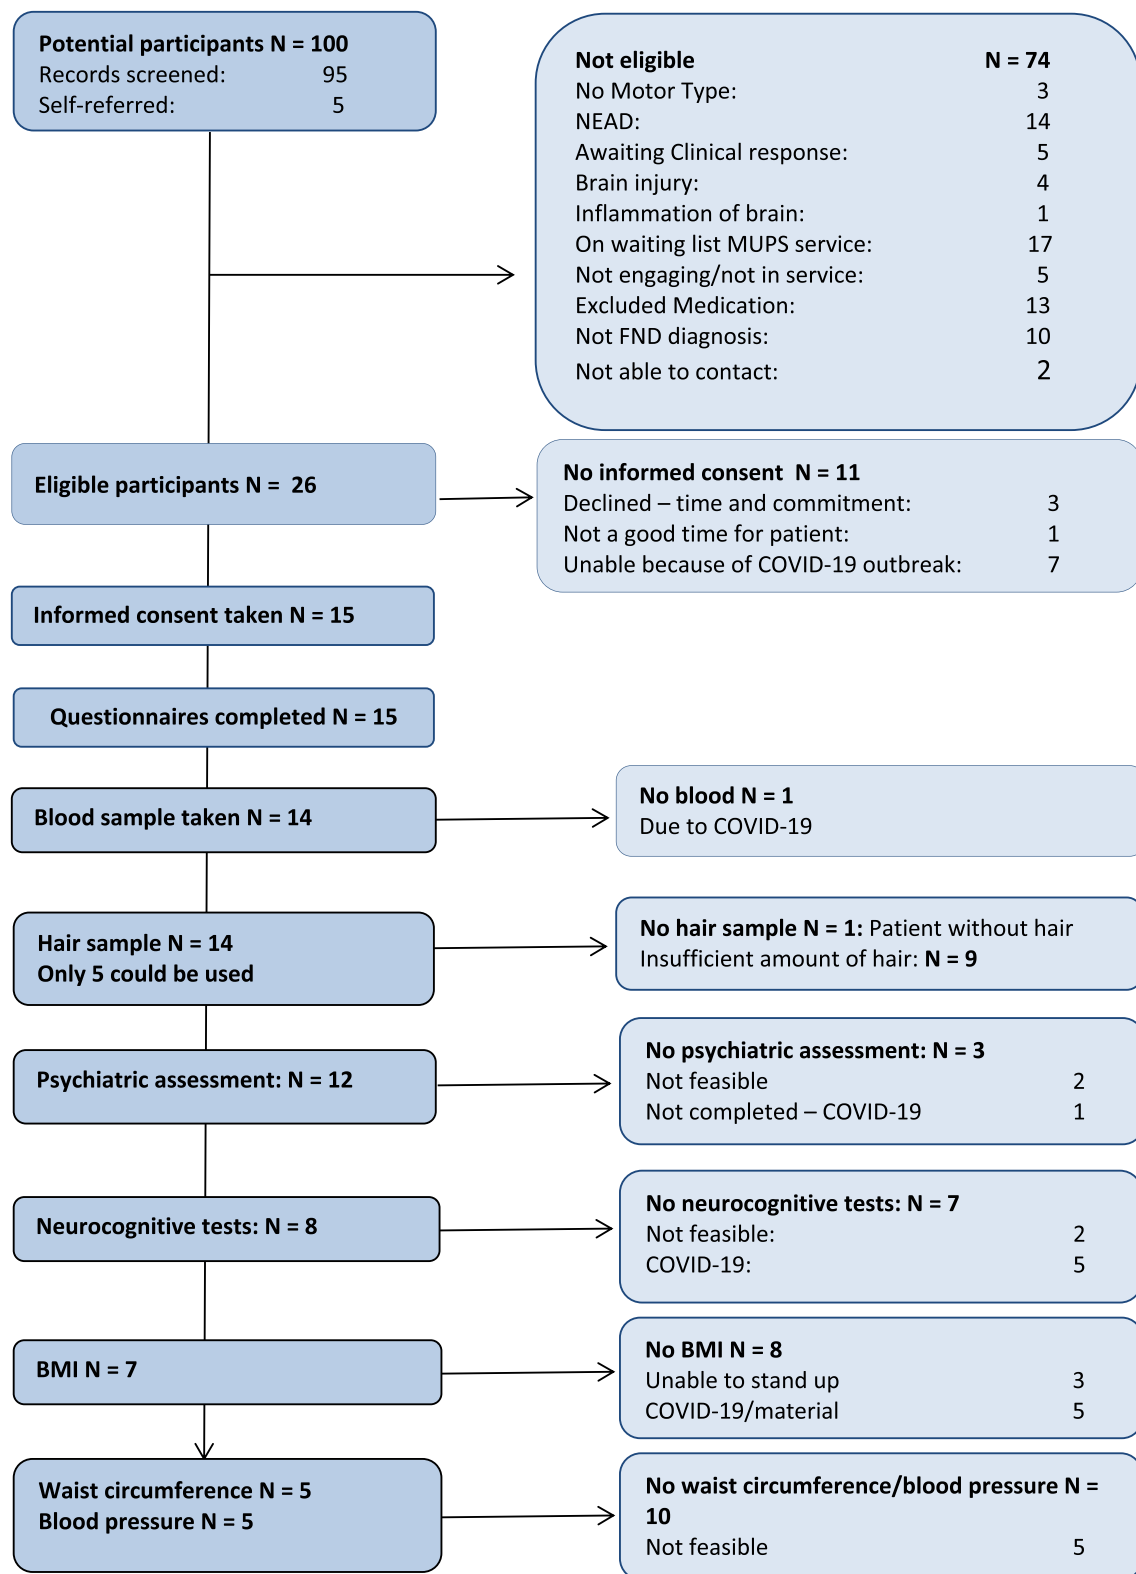 Potential participants N = 100
Records screened: 95
Self-referred: 5
Not eligible N = 74
No Motor Type: 3
NEAD: 14
Awaiting Clinical response: 5
Brain injury: 4
Inflammation of brain: 1
On waiting list MUPS service: 17
Not engaging/not in service: 5
Excluded Medication: 13
Not FND diagnosis: 10
Not able to contact: 2
Eligible participants N = 26
No informed consent N = 11
Declined – time and commitment: 3
Not a good time for patient: 1
Unable because of COVID-19 outbreak: 7
Informed consent taken N = 15
Questionnaires completed N = 15
Blood sample taken N = 14
No blood N = 1
Due to COVID-19
Hair sample N = 14
Only 5 could be used
No hair sample N = 1: Patient without hair
Insufficient amount of hair: N = 9
Psychiatric assessment: N = 12
No psychiatric assessment: N = 3
Not feasible 2
Not completed – COVID-19 1
Neurocognitive tests: N = 8
No neurocognitive tests: N = 7
Not feasible: 2
COVID-19: 5
BMI N = 7
No BMI N = 8
Unable to stand up 3
COVID-19/material 5
Waist circumference N = 5
Blood pressure N = 5
No waist circumference/blood pressure N =
10
Not feasible 5